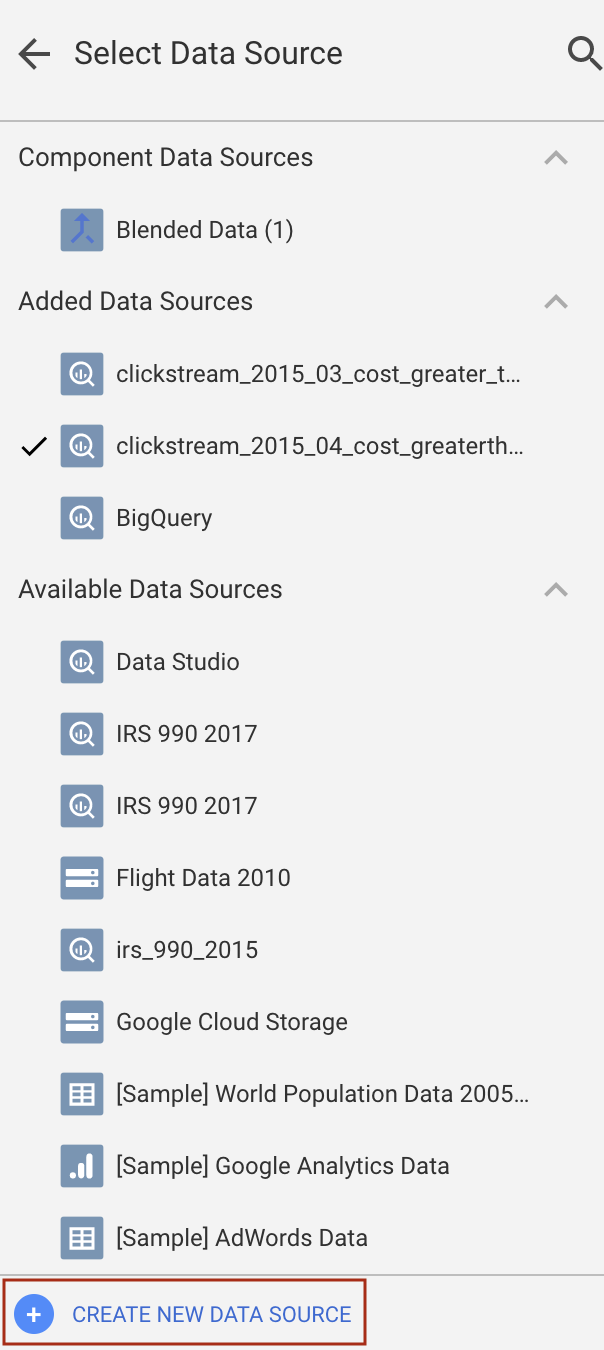 Select Data Source
Component Data Sources
Blended Data (1)
Added Data Sources
clickstream_2015_03_cost_greater_t...
clickstream_2015_04_cost_greaterth...
BigQuery
Available Data Sources
Data Studio
IRS 990 2017
IRS 990 2017
Flight Data 2010
irs_990_2015
Google Cloud Storage
[Sample] World Population Data 2005...
[Sample] Google Analytics Data
[Sample] AdWords Data
CREATE NEW DATA SOURCE